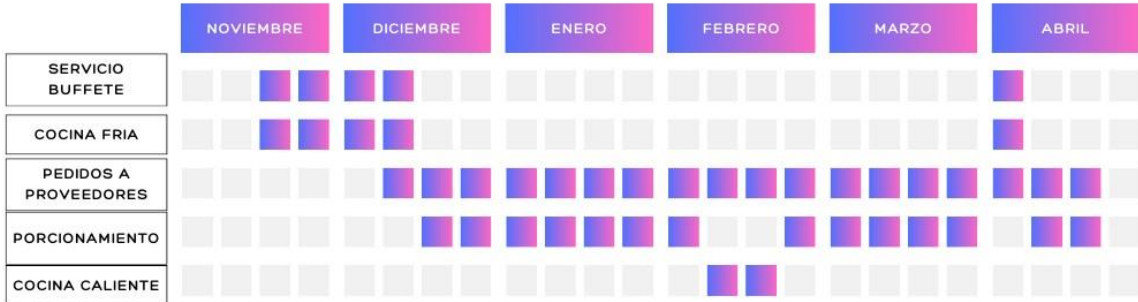 NOVIEMBRE DICIEMBRE ENERO FEBRERO MARZO ABRIL
SERVICIO
BUFFETE
COCINA FRIA
PEDIDOS A
PROVEEDORES
PORCIONAMIENTO
COCINA CALIENTE